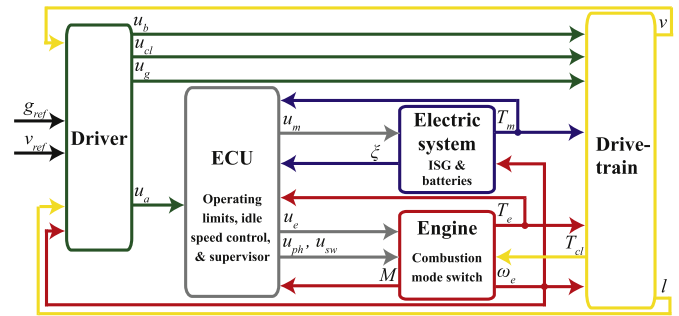 u_b
v
u_cl
u_g
g_ref
Driver
v_ref
u_a
ECU
Operating
limits, idle
speed control,
& supervisor
u_m
ξ
u_e
u_ph, u_sw
M
Electric
system
ISG &
batteries
T_m
Engine
Combustion
mode switch
T_e
ω_e
Drive-
train
T_cl
l